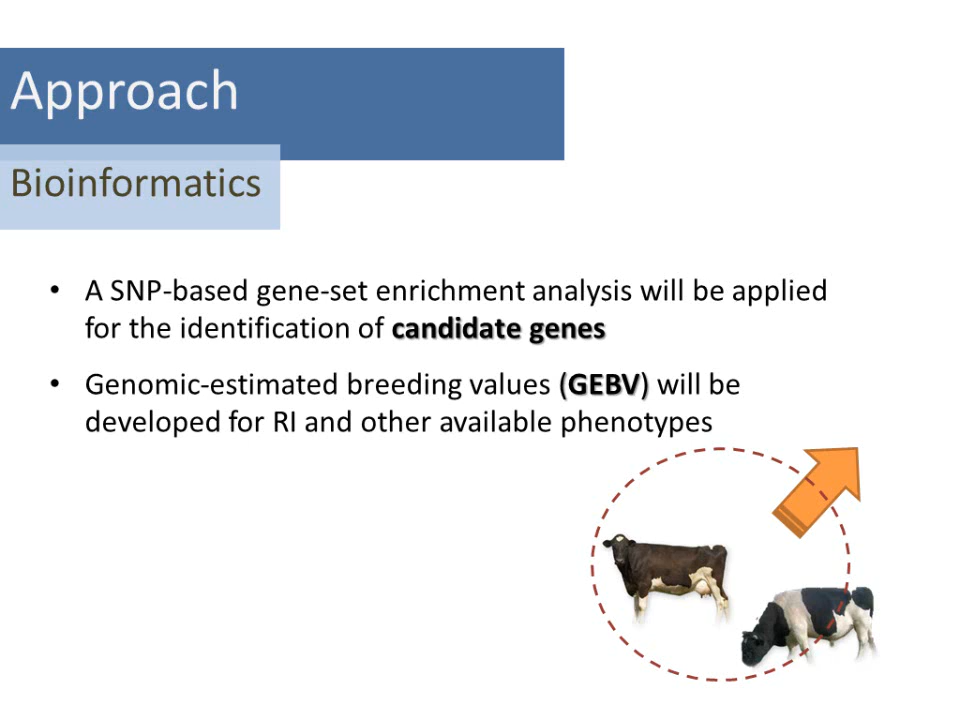 Approach
Bioinformatics
• A SNP-based gene-set enrichment analysis will be applied
for the identification of candidate genes
• Genomic-estimated breeding values (GEBV) will be
developed for RI and other available phenotypes